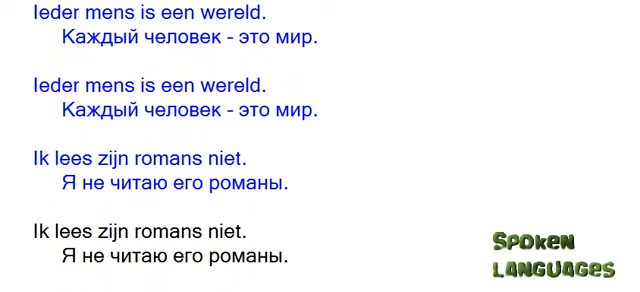 Ieder mens is een wereld.
Каждый человек - это мир.
Ieder mens is een wereld.
Каждый человек - это мир.
Ik lees zijn romans niet.
Я не читаю его романы.
Ik lees zijn romans niet.
Я не читаю его романы.
Spoken
Languages